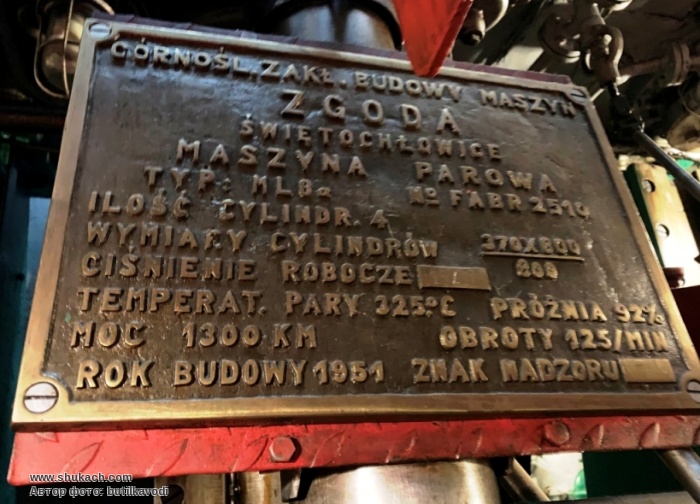 GÓRNOŚL. ZAKŁ. BUDOWY MASZYN
ZGODA
ŚWIĘTOCHŁOWICE
MASZYNA PAROWA
TYP: ML8a No FABR 2510
ILOŚĆ CYLINDR. 4
WYMIARY CYLINDRÓW 370X800
800
CIŚNIENIE ROBOCZE
TEMPERAT. PARY 325°C PRÓŻNIA 92%
MOC 1300 KM OBROTY 125/MIN
ROK BUDOWY 1951 ZNAK NADZORU
www.shukach.com
Автор фото: butilkavodi